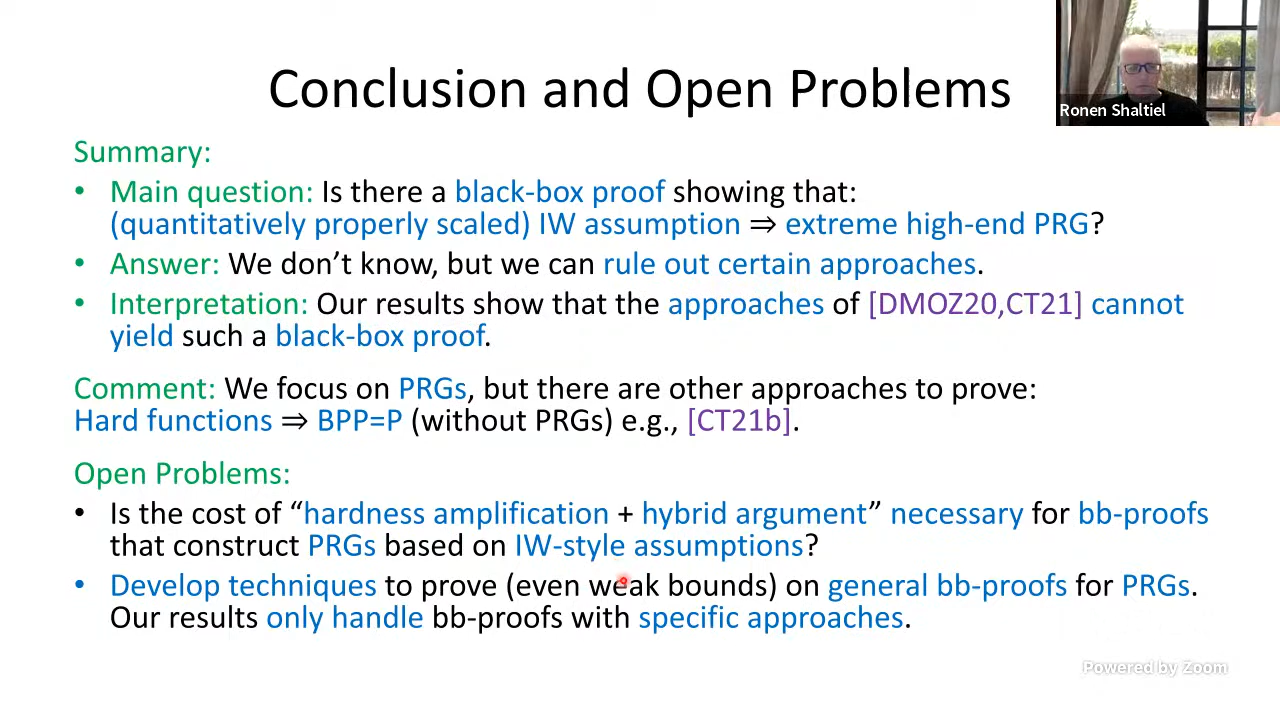 Conclusion and Open Problems
Ronen Shaltiel
Summary:
• Main question: Is there a black-box proof showing that:
(quantitatively properly scaled) IW assumption ⇒ extreme high-end PRG?
• Answer: We don't know, but we can rule out certain approaches.
• Interpretation: Our results show that the approaches of [DMOZ20,CT21] cannot
yield such a black-box proof.
Comment: We focus on PRGs, but there are other approaches to prove:
Hard functions ⇒ BPP=P (without PRGs) e.g., [CT21b].
Open Problems:
• Is the cost of “hardness amplification + hybrid argument” necessary for bb-proofs
that construct PRGs based on IW-style assumptions?
• Develop techniques to prove (even weak bounds) on general bb-proofs for PRGs.
Our results only handle bb-proofs with specific approaches.
Powered by Zoom